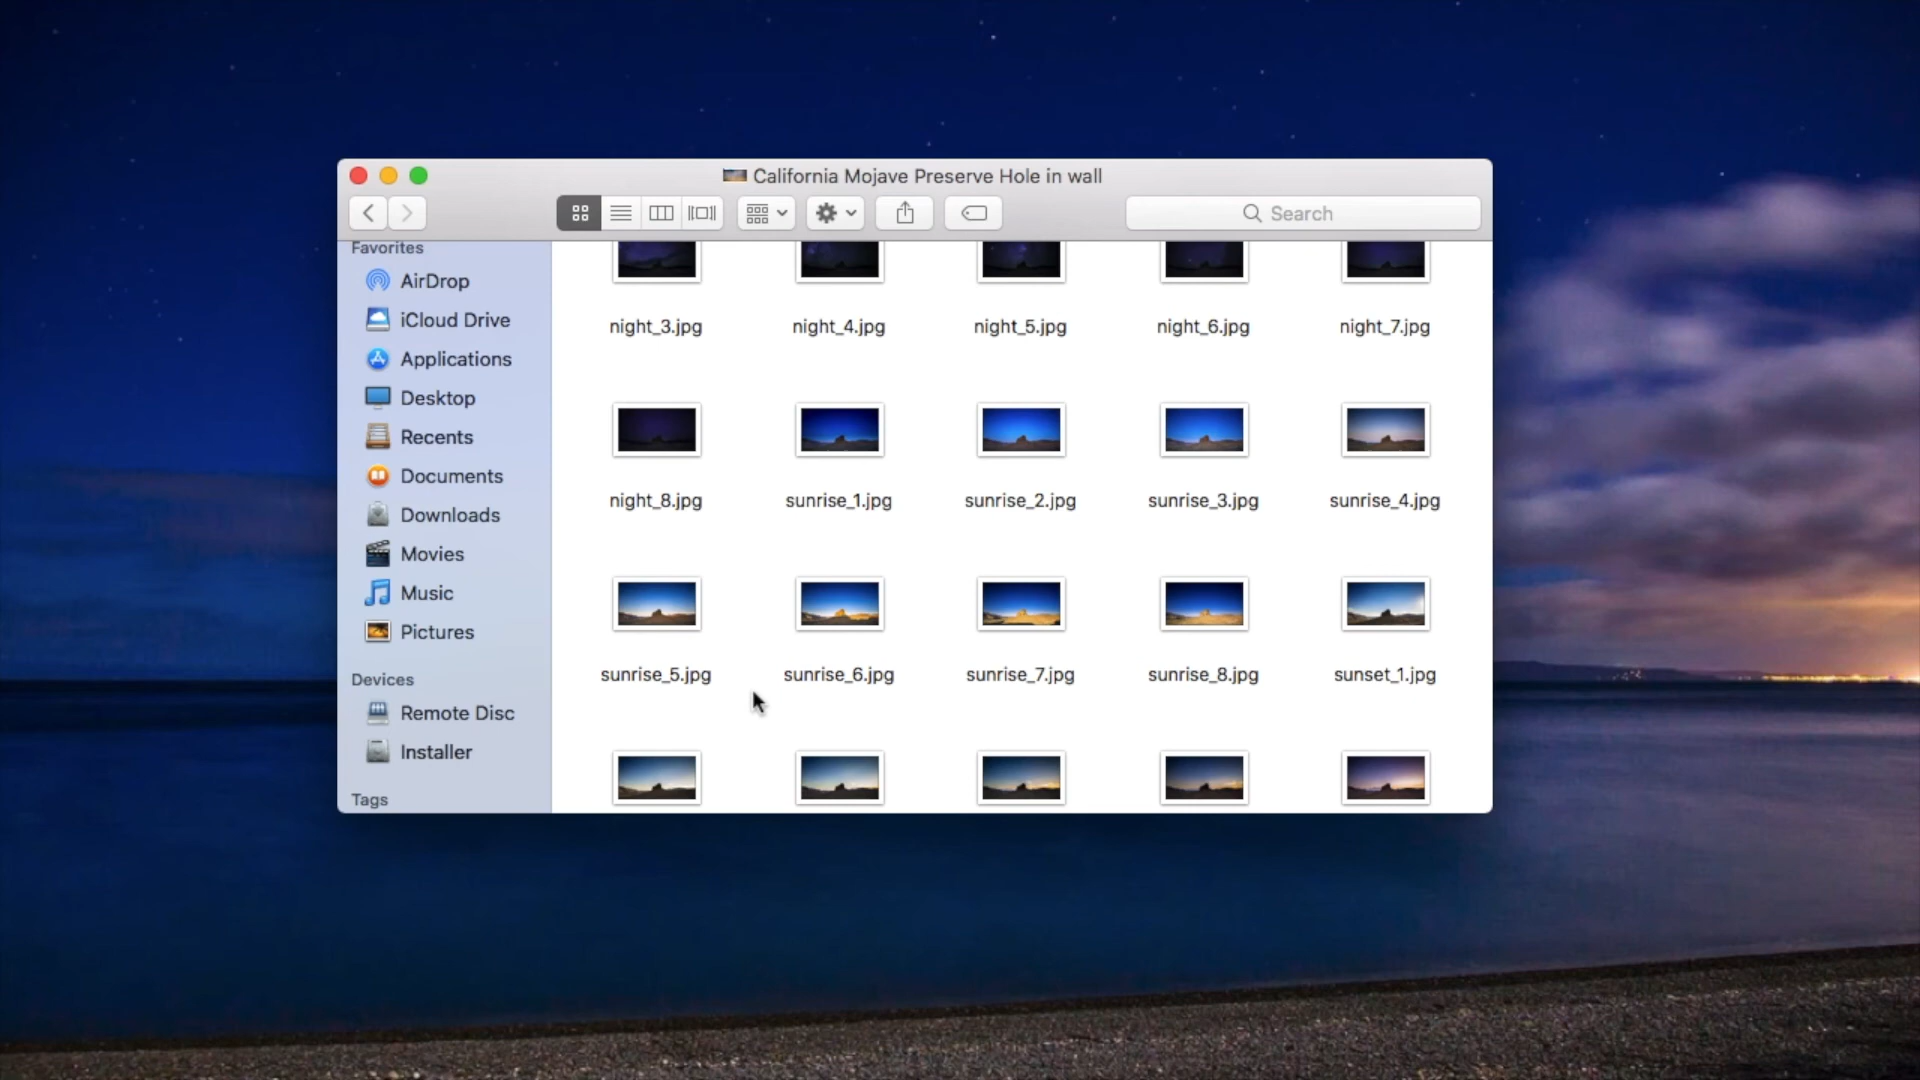 California Mojave Preserve Hole in wall
Search
Favorites
AirDrop
iCloud Drive
Applications
Desktop
Recents
Documents
Downloads
Movies
Music
Pictures
Devices
Remote Disc
Installer
Tags
night_3.jpg night_4.jpg night_5.jpg night_6.jpg night_7.jpg
night_8.jpg sunrise_1.jpg sunrise_2.jpg sunrise_3.jpg sunrise_4.jpg
sunrise_5.jpg sunrise_6.jpg sunrise_7.jpg sunrise_8.jpg sunset_1.jpg